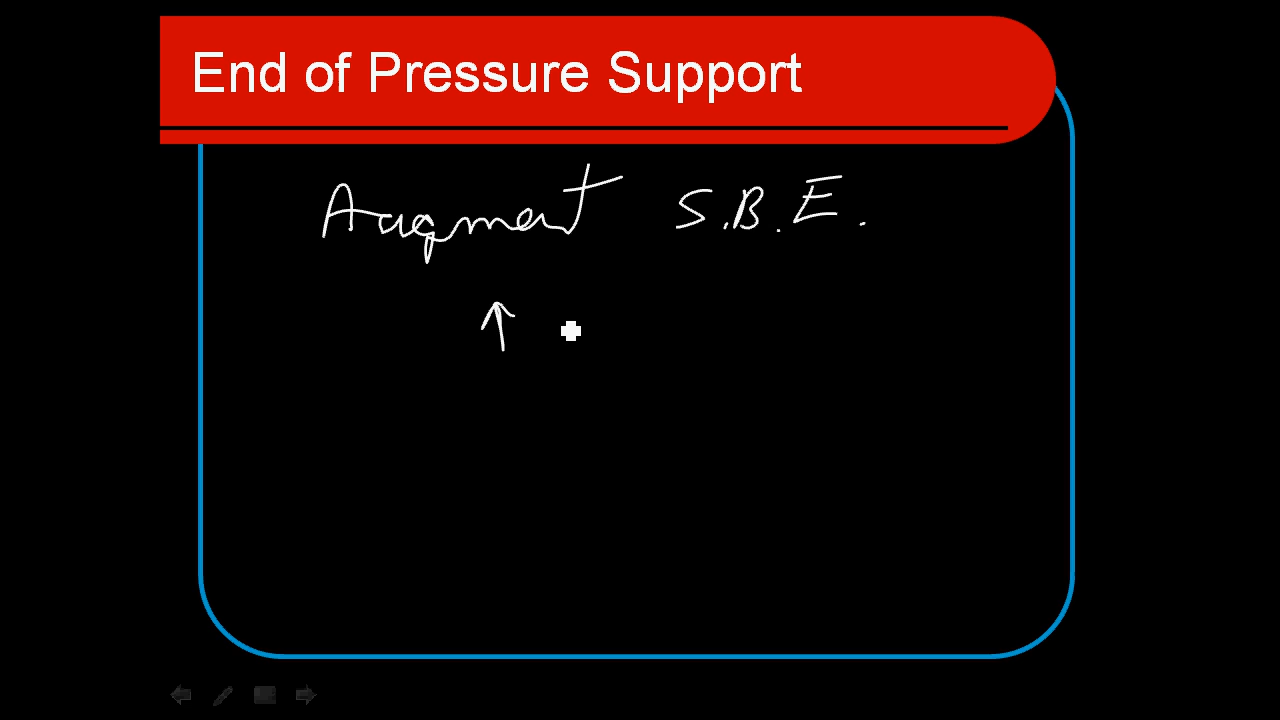 End of Pressure Support
Augment S.B.E.
↑